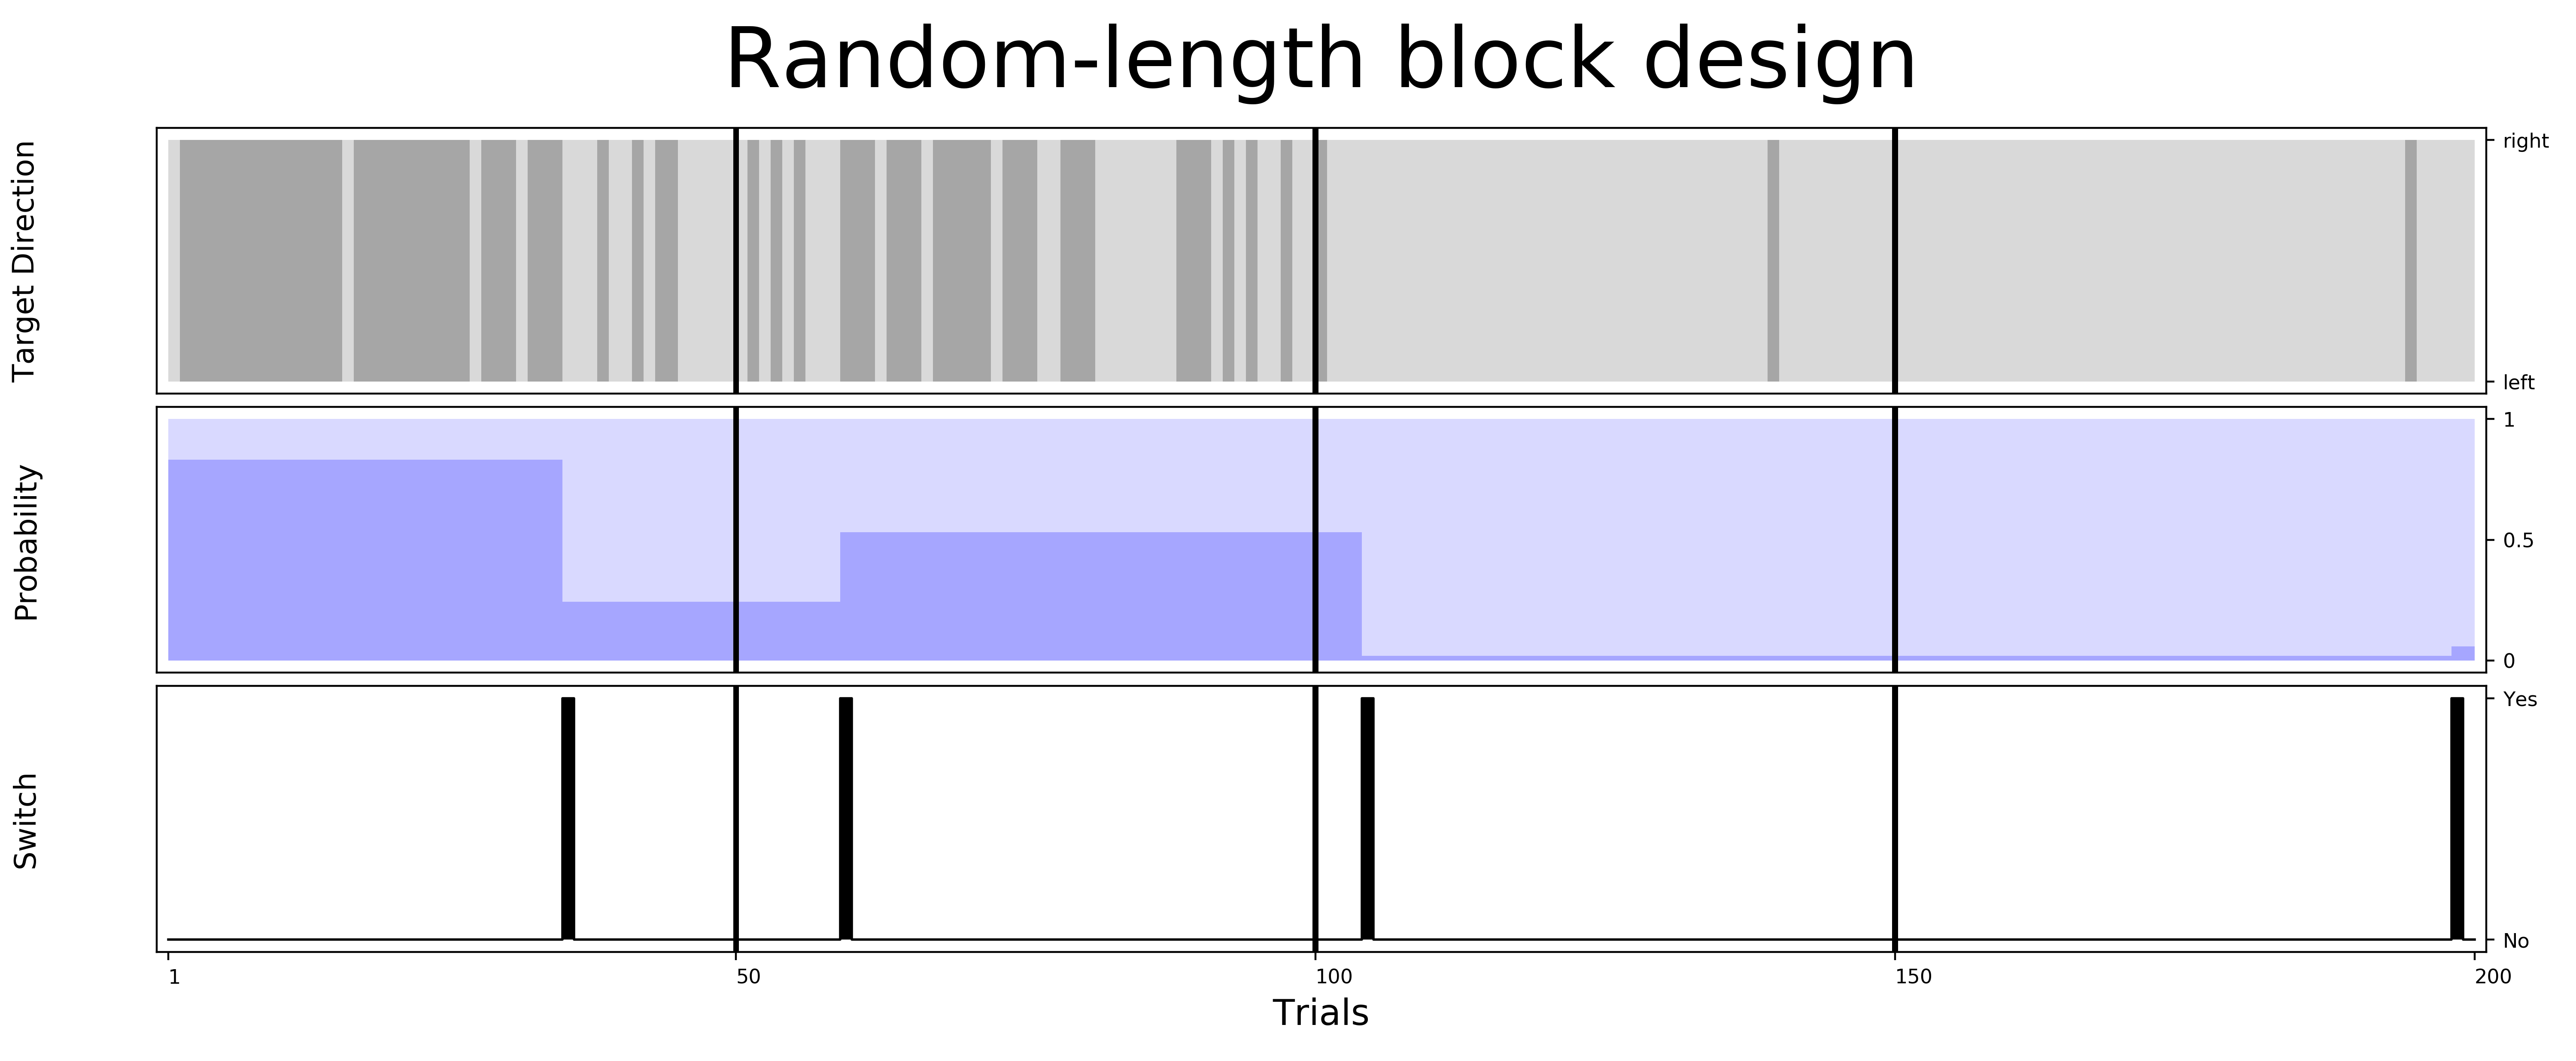 Random-length block design
Target Direction
right
left
Probability
1
0.5
0
Switch
Yes
No
1 50 100 150 200
Trials